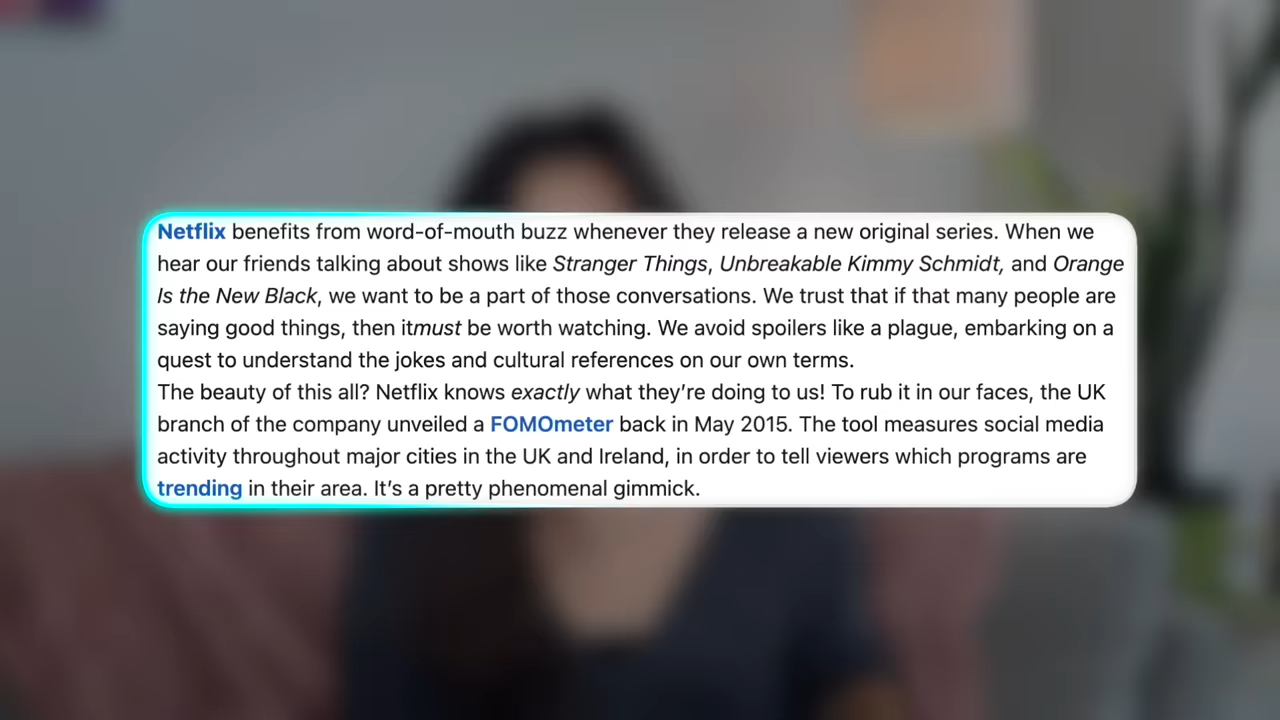 Netflix benefits from word-of-mouth buzz whenever they release a new original series. When we
hear our friends talking about shows like Stranger Things, Unbreakable Kimmy Schmidt, and Orange
Is the New Black, we want to be a part of those conversations. We trust that if that many people are
saying good things, then itmust be worth watching. We avoid spoilers like a plague, embarking on a
quest to understand the jokes and cultural references on our own terms.
The beauty of this all? Netflix knows exactly what they’re doing to us! To rub it in our faces, the UK
branch of the company unveiled a FOMOmeter back in May 2015. The tool measures social media
activity throughout major cities in the UK and Ireland, in order to tell viewers which programs are
trending in their area. It’s a pretty phenomenal gimmick.